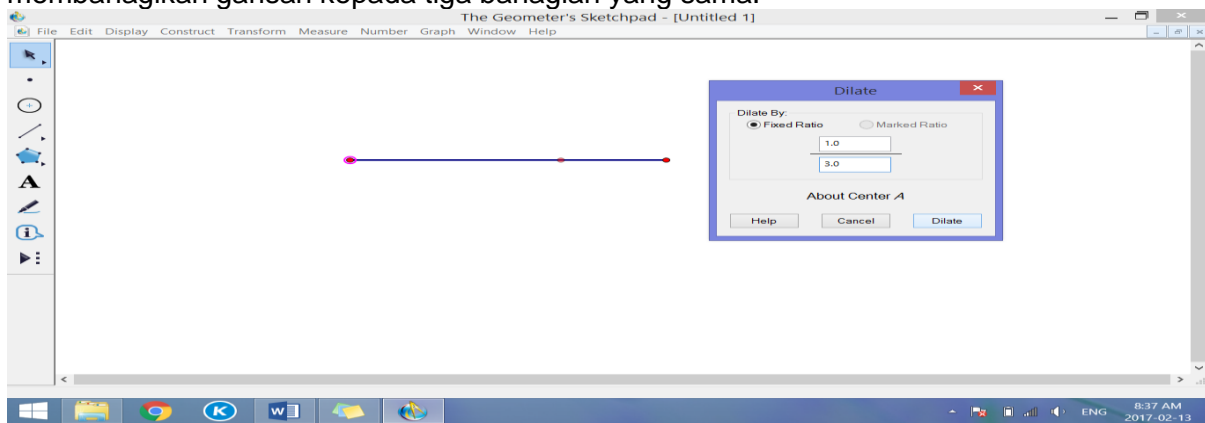 membahagikan garisan kepada tiga bahagian yang sama.
The Geometer's Sketchpad - [Untitled 1]
File Edit Display Construct Transform Measure Number Graph Window Help
Dilate
Dilate By:
Fixed Ratio Marked Ratio
1.0
3.0
About Center A
Help Cancel Dilate
A
ENG 8:37 AM
2017-02-13